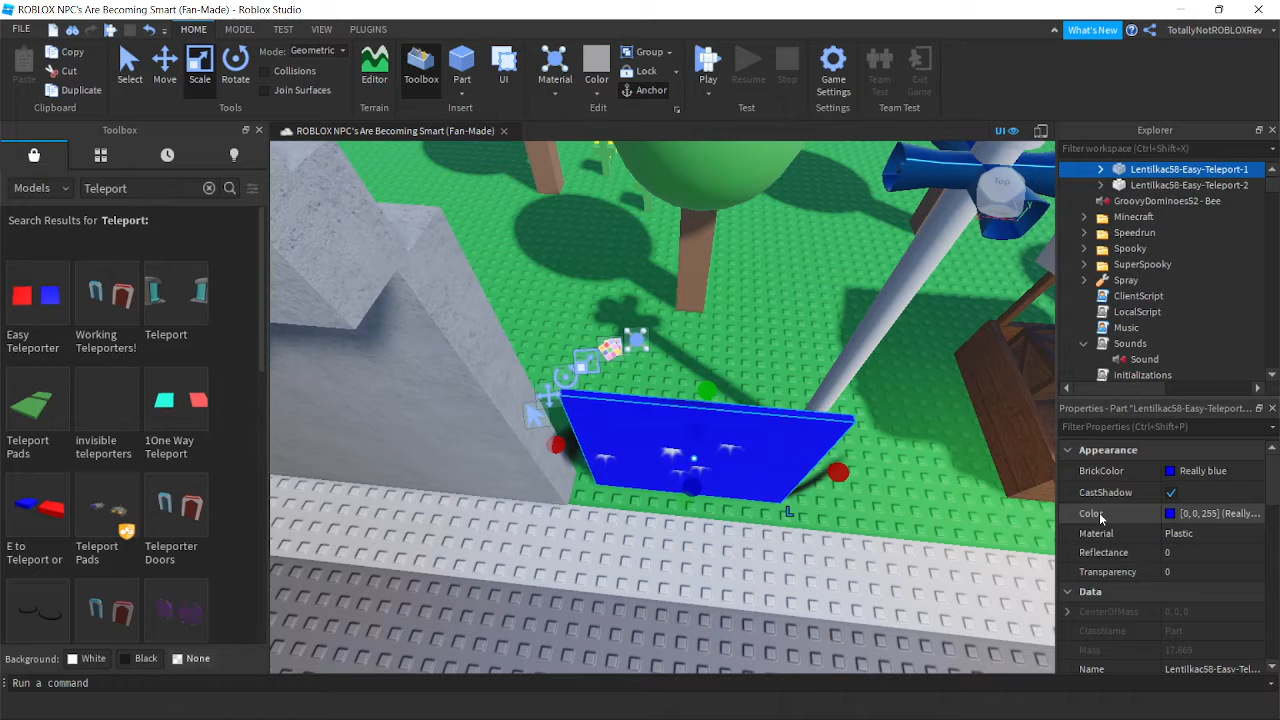 ROBLOX NPC's Are Becoming Smart (Fan-Made) - Roblox Studio
FILE HOME MODEL TEST VIEW PLUGINS What's New TotallyNotROBLOXRev
Paste Copy Cut Duplicate
Select Move Scale Rotate
Mode: Geometric
Collisions
Join Surfaces
Editor Toolbox Part UI
Material Color Group Lock Anchor
Play Resume Stop
Game Settings Team Test Exit Game
Clipboard Tools Terrain Insert Edit Test Settings Team Test
Toolbox
ROBLOX NPC's Are Becoming Smart (Fan-Made)
UI
Models Teleport
Search Results for Teleport:
Easy Teleporter
Working Teleporters!
Teleport
Teleport Pads
invisible teleporters
1One Way Teleport
E to Teleport or
Teleport Pads
Teleporter Doors
Background: White Black None
Run a command
Top
Y
L
Explorer
Filter workspace (Ctrl+Shift+X)
Lentilkac58-Easy-Teleport-1
Lentilkac58-Easy-Teleport-2
GroovyDominoes52 - Bee
Minecraft
Speedrun
Spooky
SuperSpooky
Spray
ClientScript
LocalScript
Music
Sounds
Sound
initializations
Properties - Part "Lentilkac58-Easy-Teleport...
Filter Properties (Ctrl+Shift+P)
Appearance
BrickColor Really blue
CastShadow
Color [0, 0, 255] (Really...
Material Plastic
Reflectance 0
Transparency 0
Data
CenterOfMass 0, 0, 0
ClassName Part
Mass 17.669
Name Lentilkac58-Easy-Tel...